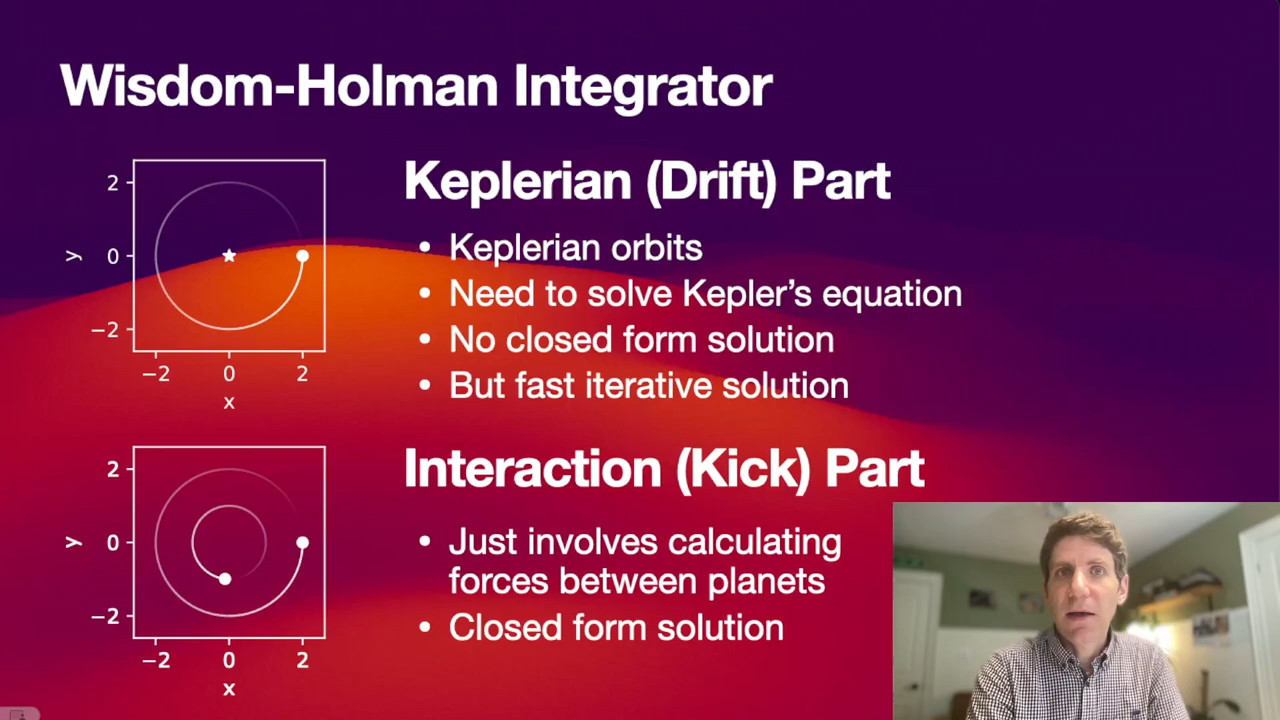 Wisdom-Holman Integrator
Keplerian (Drift) Part
• Keplerian orbits
• Need to solve Kepler’s equation
• No closed form solution
• But fast iterative solution
2
0
−2
y
−2 0 2
x
Interaction (Kick) Part
• Just involves calculating
forces between planets
• Closed form solution
2
0
−2
y
−2 0 2
x